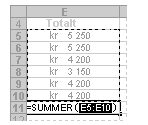 E
4 Totalt
5 kr 5 250
6 kr 5 250
7 kr 4 200
8 kr 3 150
9 kr 4 200
10 kr 4 200
11 =SUMMER(E5:E10)